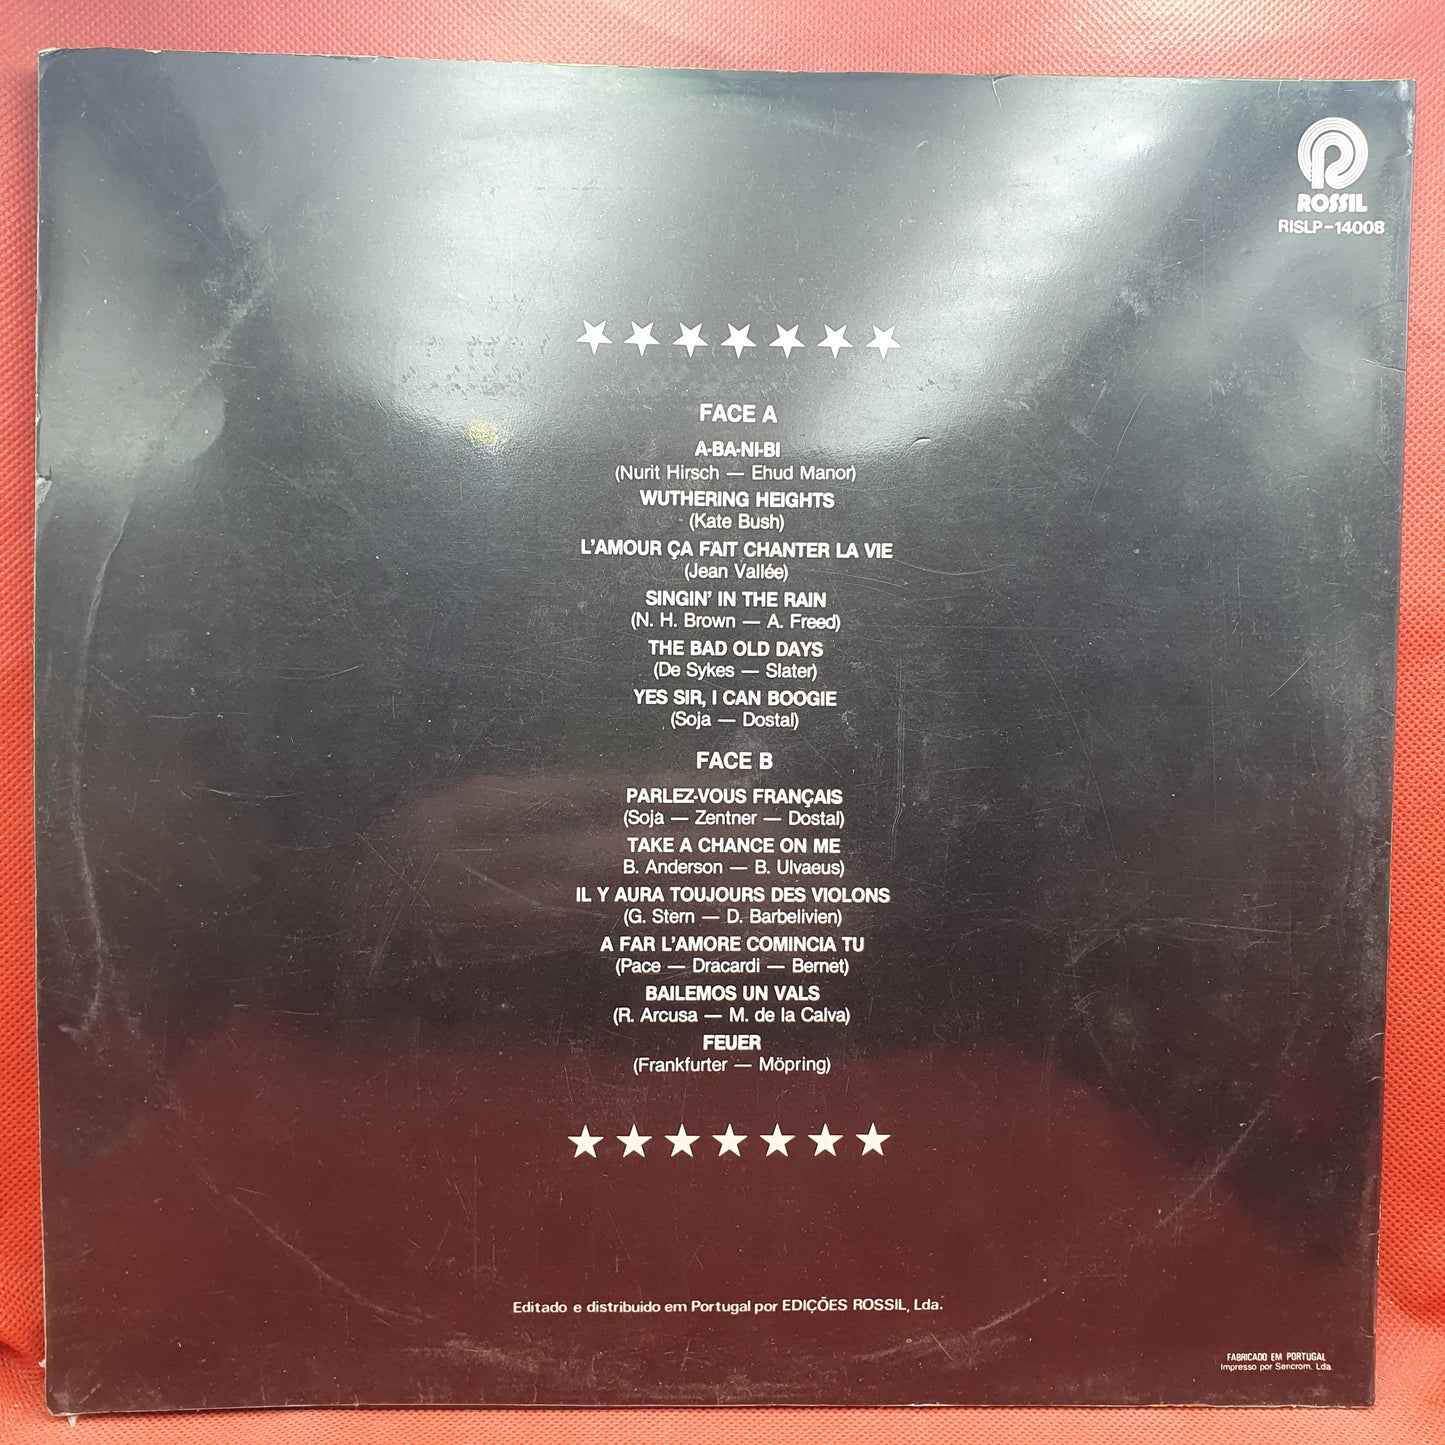 ROSSIL
RISLP-14008
FACE A
A-BA-NI-BI
(Nurit Hirsch — Ehud Manor)
WUTHERING HEIGHTS
(Kate Bush)
L'AMOUR ÇA FAIT CHANTER LA VIE
(Jean Vallée)
SINGIN' IN THE RAIN
(N. H. Brown — A. Freed)
THE BAD OLD DAYS
(De Sykes — Slater)
YES SIR, I CAN BOOGIE
(Soja — Dostal)
FACE B
PARLEZ-VOUS FRANÇAIS
(Soja — Zentner — Dostal)
TAKE A CHANCE ON ME
B. Anderson — B. Ulvaeus)
IL Y AURA TOUJOURS DES VIOLONS
(G. Stern — D. Barbelivien)
A FAR L'AMORE COMINCIA TU
(Pace — Dracardi — Bernet)
BAILEMOS UN VALS
(R. Arcusa — M. de la Calva)
FEUER
(Frankfurter — Möpring)
Editado e distribuido em Portugal por EDIÇÕES ROSSIL, Lda.
FABRICADO EM PORTUGAL
Impresso por Sencrom. Lda.